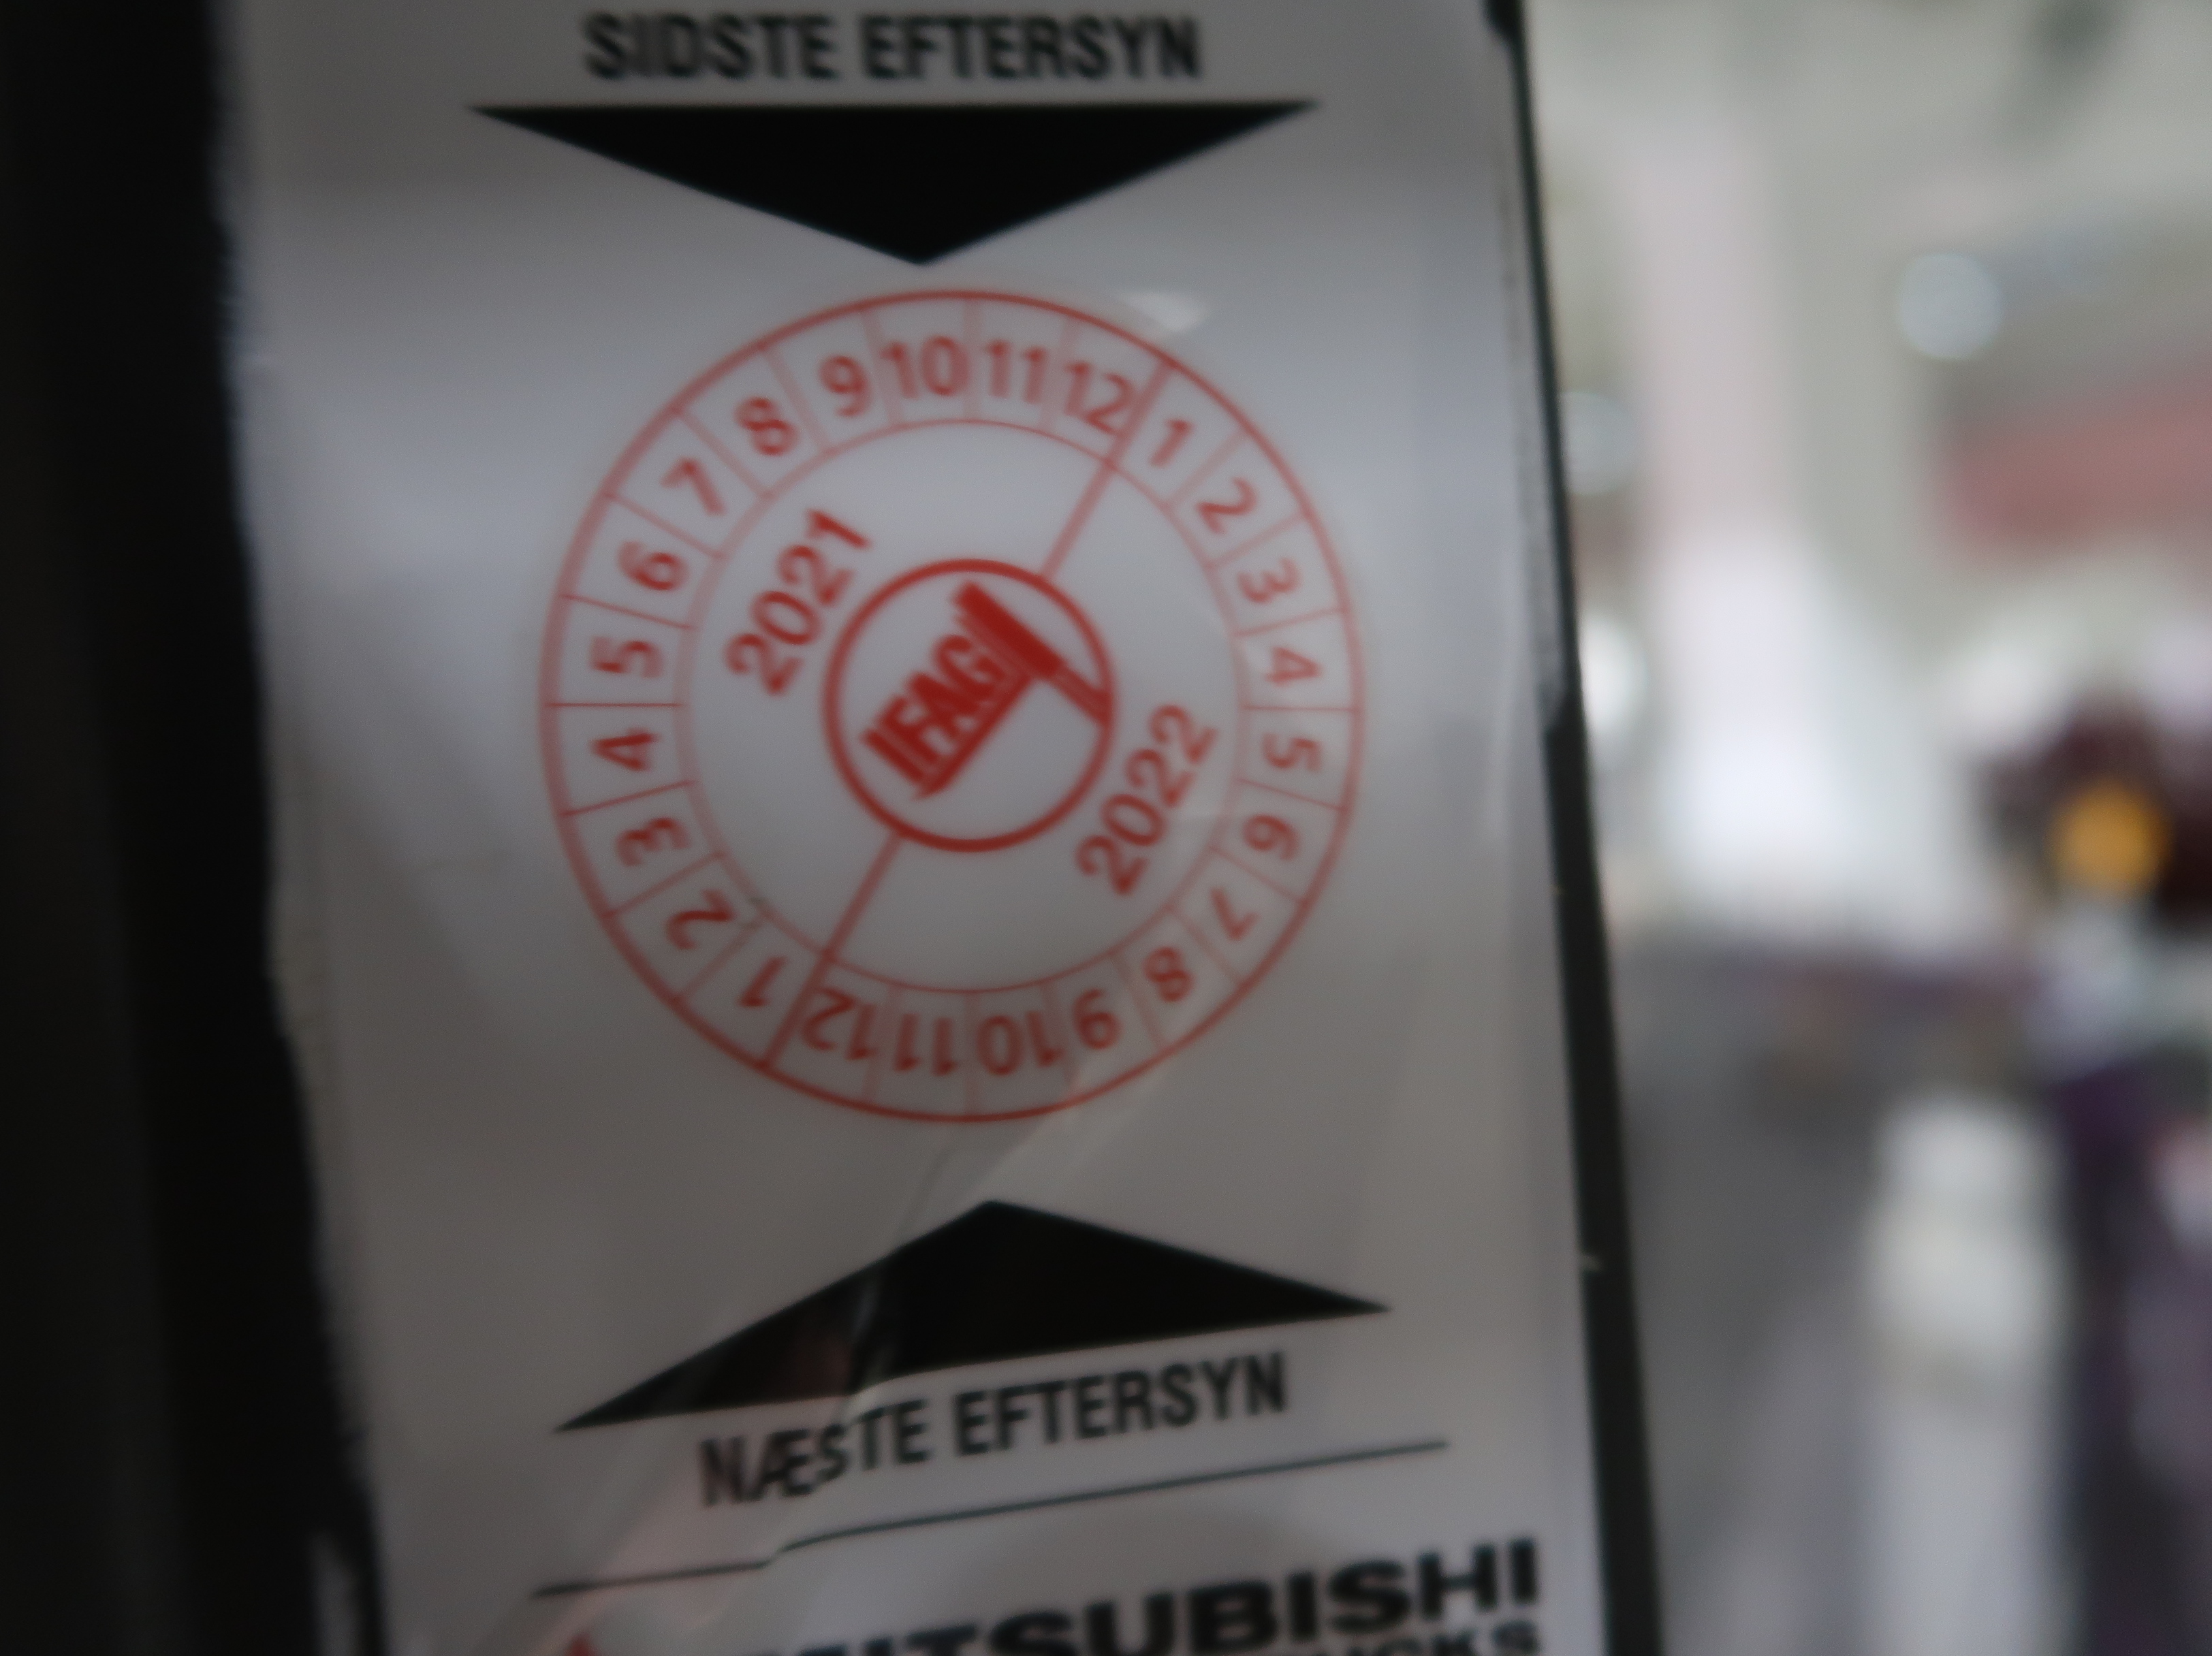 SIDSTE EFTERSYN
1 2 3 4 5 6 7 8 9 10 11 12
2021
IFAG
2022
1 2 3 4 5 6 7 8 9 10 11 12
NÆSTE EFTERSYN
MITSUBISHI